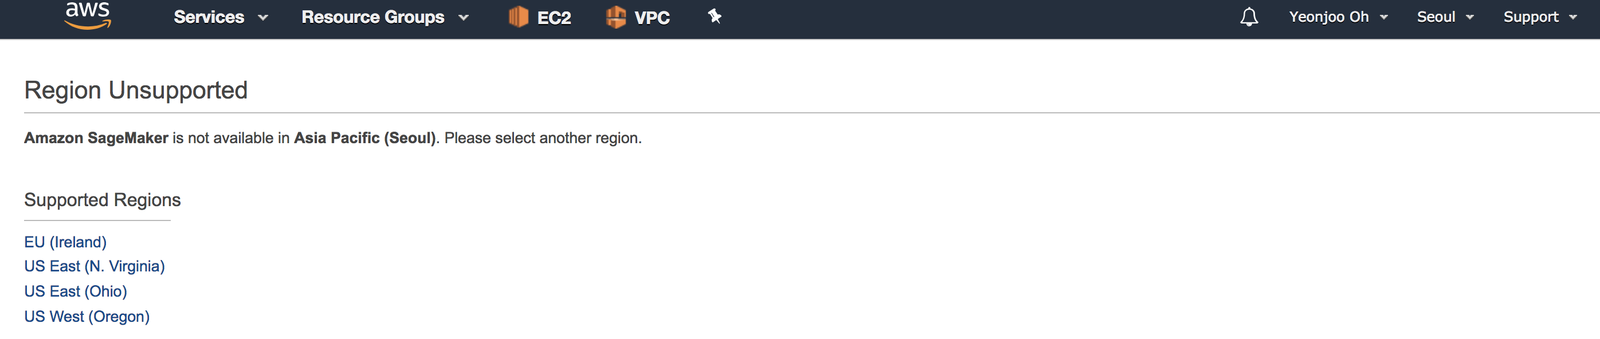 aws Services Resource Groups EC2 VPC Yeonjoo Oh Seoul Support
Region Unsupported
Amazon SageMaker is not available in Asia Pacific (Seoul). Please select another region.
Supported Regions
EU (Ireland)
US East (N. Virginia)
US East (Ohio)
US West (Oregon)